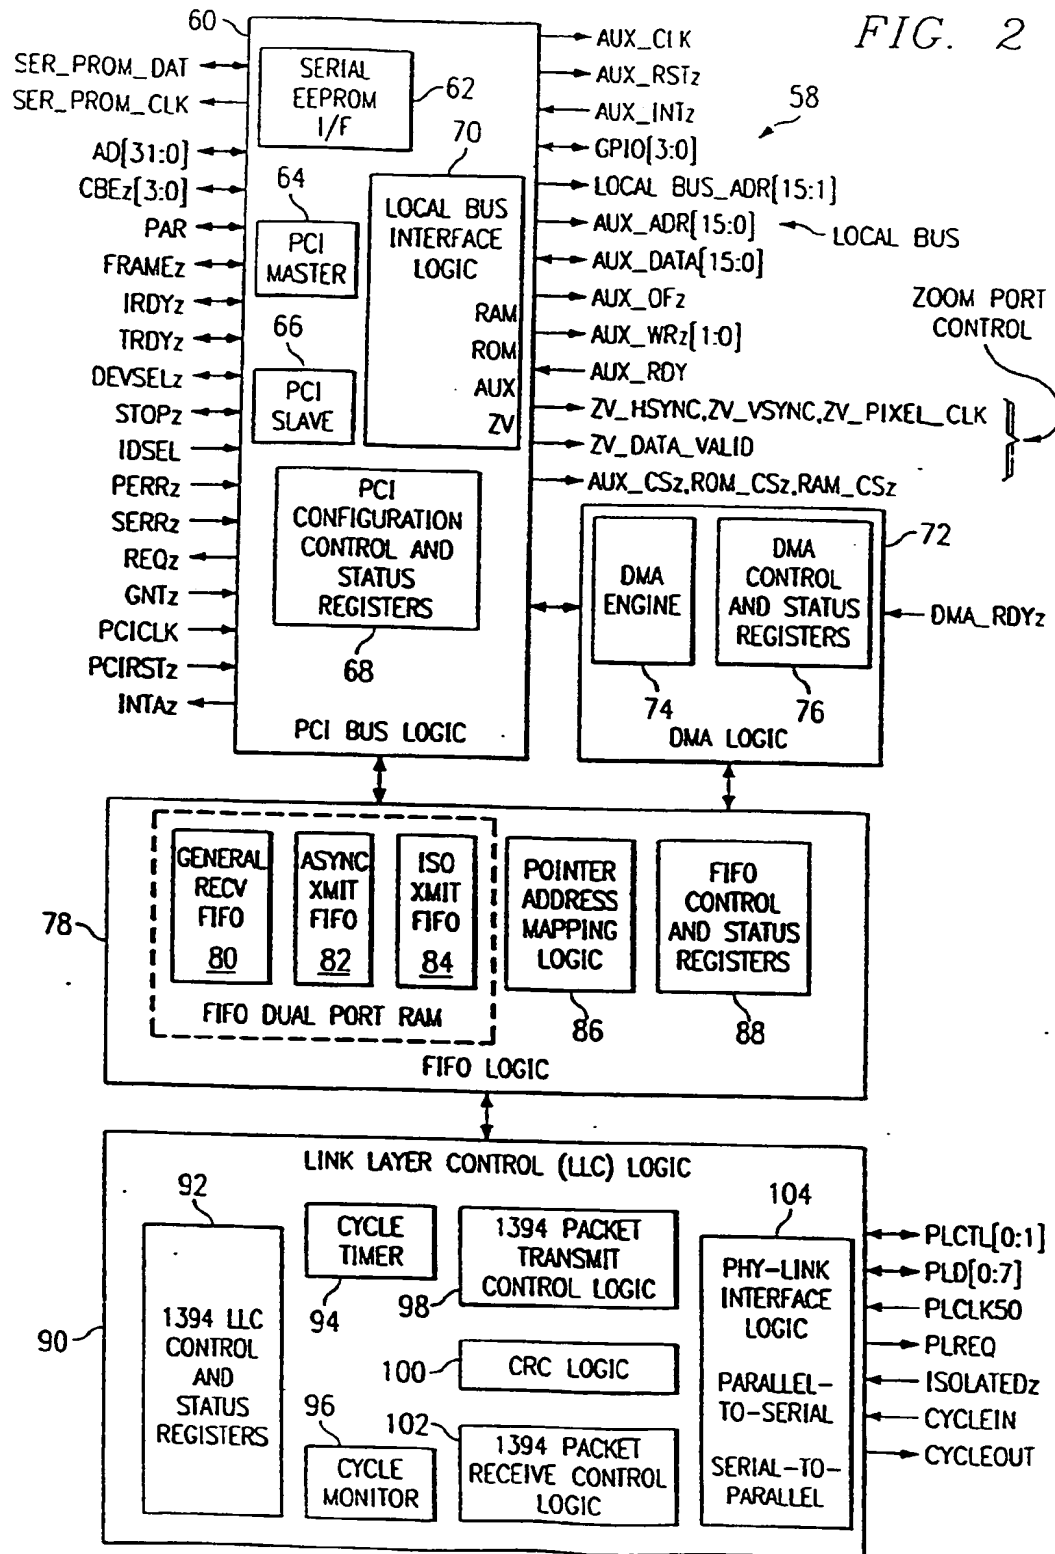 FIG. 2
60
58
SER_PROM_DAT
SER_PROM_CLK
AD[31:0]
CBEz[3:0]
PAR
FRAMEz
IRDYz
TRDYz
DEVSELz
STOPz
IDSEL
PERRz
SERRz
REQz
GNTz
PCICLK
PCIRSTz
INTAz
SERIAL
EEPROM
I/F
62
64
PCI
MASTER
66
PCI
SLAVE
70
LOCAL BUS
INTERFACE
LOGIC
RAM
ROM
AUX
ZV
PCI
CONFIGURATION
CONTROL AND
STATUS
REGISTERS
68
PCI BUS LOGIC
AUX_CLK
AUX_RSTz
AUX_INTz
GPIO[3:0]
LOCAL BUS_ADR[15:1]
AUX_ADR[15:0]
LOCAL BUS
AUX_DATA[15:0]
AUX_OFz
AUX_WRz[1:0]
AUX_RDY
ZV_HSYNC,ZV_VSYNC,ZV_PIXEL_CLK
ZV_DATA_VALID
AUX_CSz,ROM_CSz,RAM_CSz
ZOOM PORT
CONTROL
DMA
ENGINE
74
DMA
CONTROL
AND STATUS
REGISTERS
76
72
DMA_RDYz
DMA LOGIC
78
GENERAL
RECV
FIFO
80
ASYNC
XMIT
FIFO
82
ISO
XMIT
FIFO
84
FIFO DUAL PORT RAM
POINTER
ADDRESS
MAPPING
LOGIC
86
FIFO
CONTROL
AND STATUS
REGISTERS
88
FIFO LOGIC
LINK LAYER CONTROL (LLC) LOGIC
90
92
1394 LLC
CONTROL
AND
STATUS
REGISTERS
CYCLE
TIMER
94
96
CYCLE
MONITOR
1394 PACKET
TRANSMIT
CONTROL LOGIC
98
100
CRC LOGIC
102
1394 PACKET
RECEIVE CONTROL
LOGIC
104
PHY-LINK
INTERFACE
LOGIC
PARALLEL-
TO-SERIAL
SERIAL-TO-
PARALLEL
PLCTL[0:1]
PLD[0:7]
PLCLK50
PLREQ
ISOLATEDz
CYCLEIN
CYCLEOUT